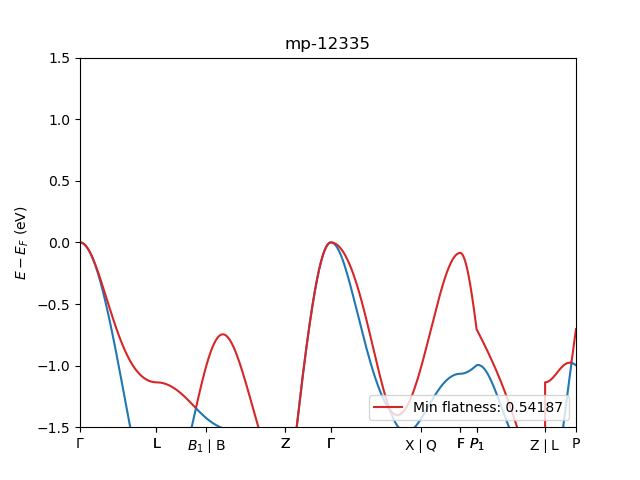 mp-12335
1.5
1.0
0.5
0.0
−0.5
−1.0
−1.5
E − E_F (eV)
Min flatness: 0.54187
Γ L B₁ | B Z Γ X | Q F P₁ Z | L P